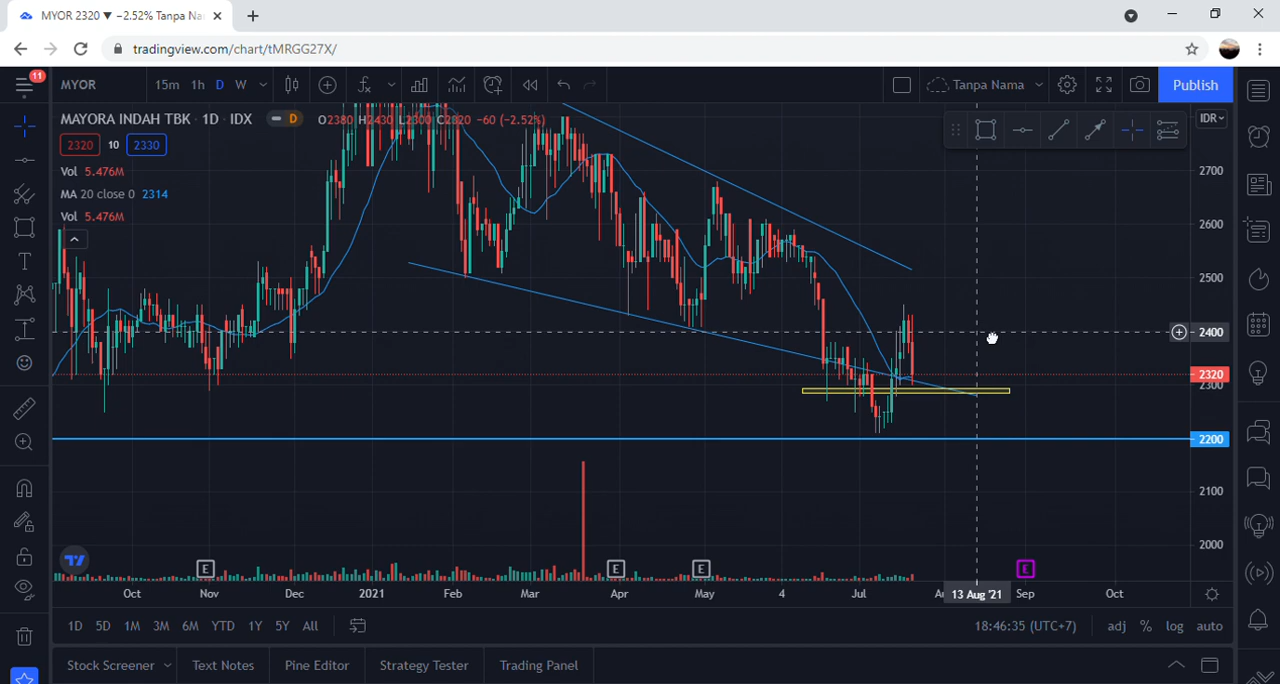 MYOR 2320 ▼ −2.52% Tanpa Na
tradingview.com/chart/tMRGG27X/
11
MYOR 15m 1h D W Tanpa Nama Publish
MAYORA INDAH TBK · 1D · IDX D O2380 H2430 L2300 C2320 −60 (−2.52%)
IDR
2320 10 2330
Vol 5.476M
MA 20 close 0 2314
Vol 5.476M
2700
2600
2500
2400
2320
2300
2200
2100
2000
E E E E
Oct Nov Dec 2021 Feb Mar Apr May 4 Jul 13 Aug '21 Sep Oct
1D 5D 1M 3M 6M YTD 1Y 5Y All 18:46:35 (UTC+7) adj % log auto
Stock Screener Text Notes Pine Editor Strategy Tester Trading Panel